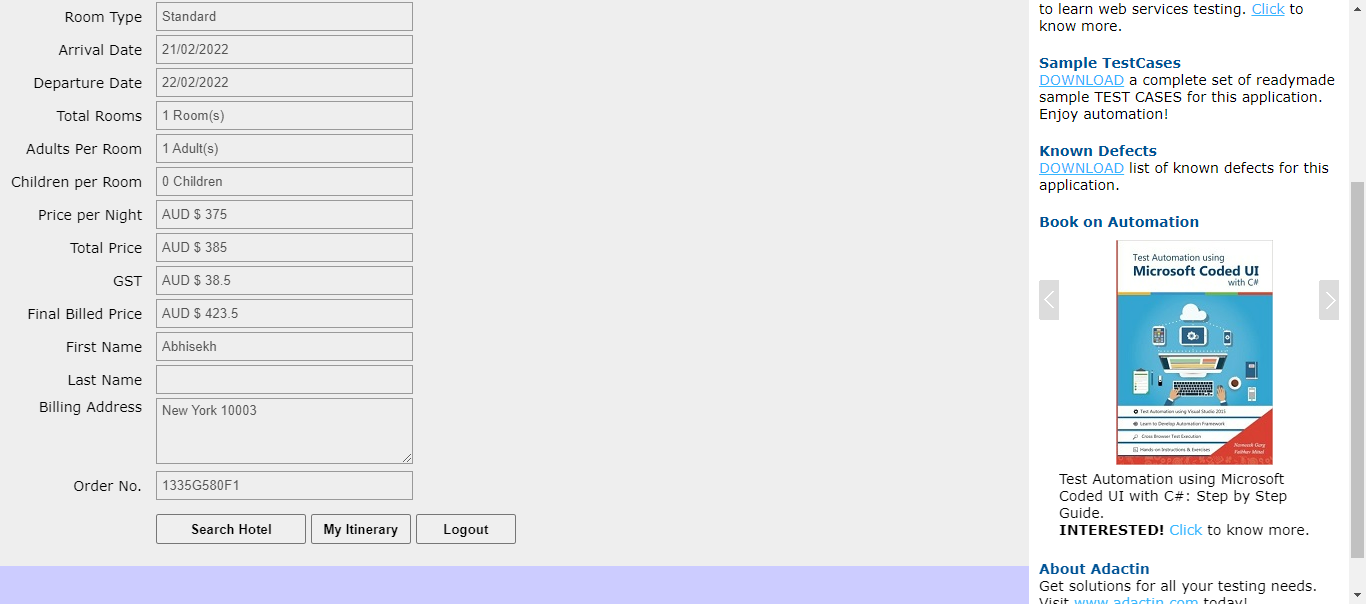 Room Type Standard
Arrival Date 21/02/2022
Departure Date 22/02/2022
Total Rooms 1 Room(s)
Adults Per Room 1 Adult(s)
Children per Room 0 Children
Price per Night AUD $ 375
Total Price AUD $ 385
GST AUD $ 38.5
Final Billed Price AUD $ 423.5
First Name Abhisekh
Last Name
Billing Address New York 10003
Order No. 1335G580F1
Search Hotel My Itinerary Logout
to learn web services testing. Click to
know more.
Sample TestCases
DOWNLOAD a complete set of readymade
sample TEST CASES for this application.
Enjoy automation!
Known Defects
DOWNLOAD list of known defects for this
application.
Book on Automation
Test Automation using
Microsoft Coded UI
with C#
Test Automation using Visual Studio 2015
Learn to Develop Automation Framework
Cross Browser Test Execution
Hands on Instructions & Exercises
Navneesh Garg
Test Automation using Microsoft
Coded UI with C#: Step by Step
Guide.
INTERESTED! Click to know more.
About Adactin
Get solutions for all your testing needs.
Visit www.adactin.com today!